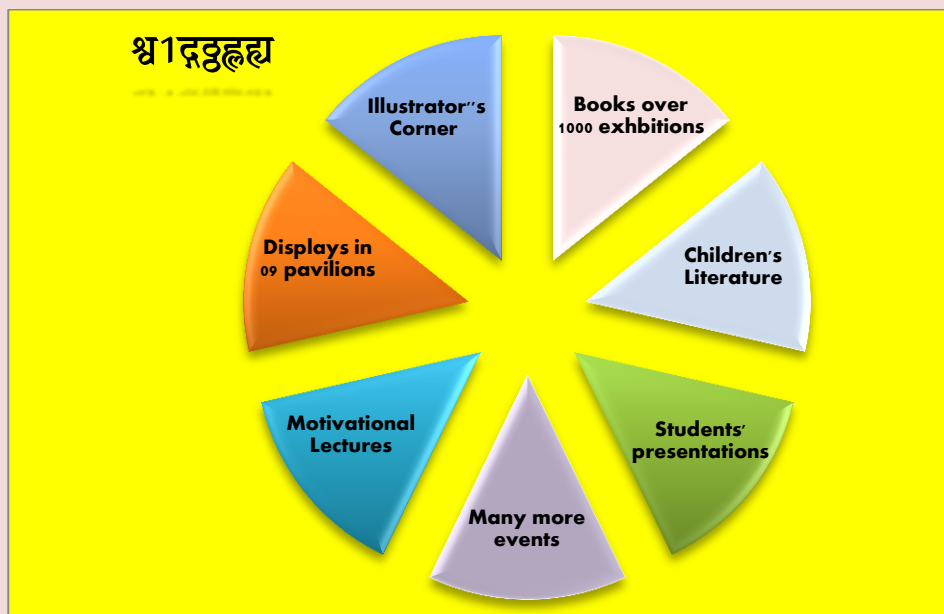 श्व1द्गठ्ठह्लह्य
Books over
1000 exhbitions
Children's
Literature
Students'
presentations
Many more
events
Motivational
Lectures
Displays in
09 pavilions
Illustrator''s
Corner